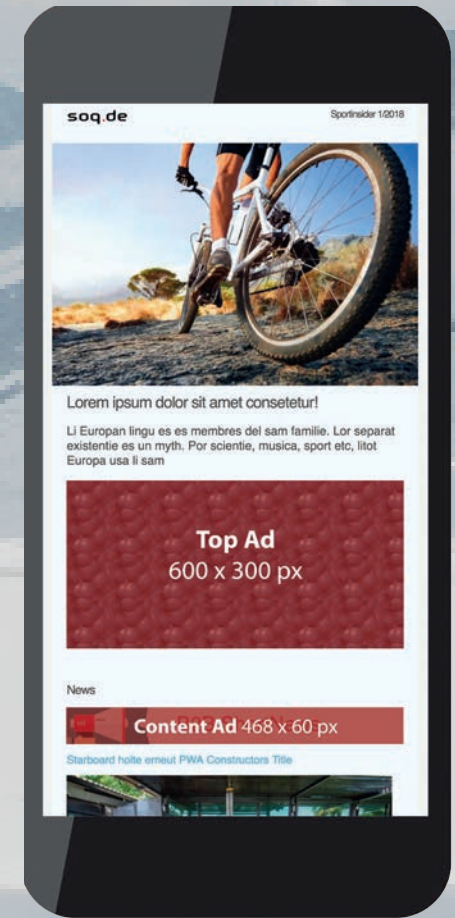 soq.de
Sportinsider 1/2018
Lorem ipsum dolor sit amet consetetur!
Li Europan lingu es es membres del sam familie. Lor separat
existentie es un myth. Por scientie, musica, sport etc, litot
Europa usa li sam
Top Ad
600 x 300 px
News
Content Ad 468 x 60 px
Starboard holte erneut PWA Constructors Title